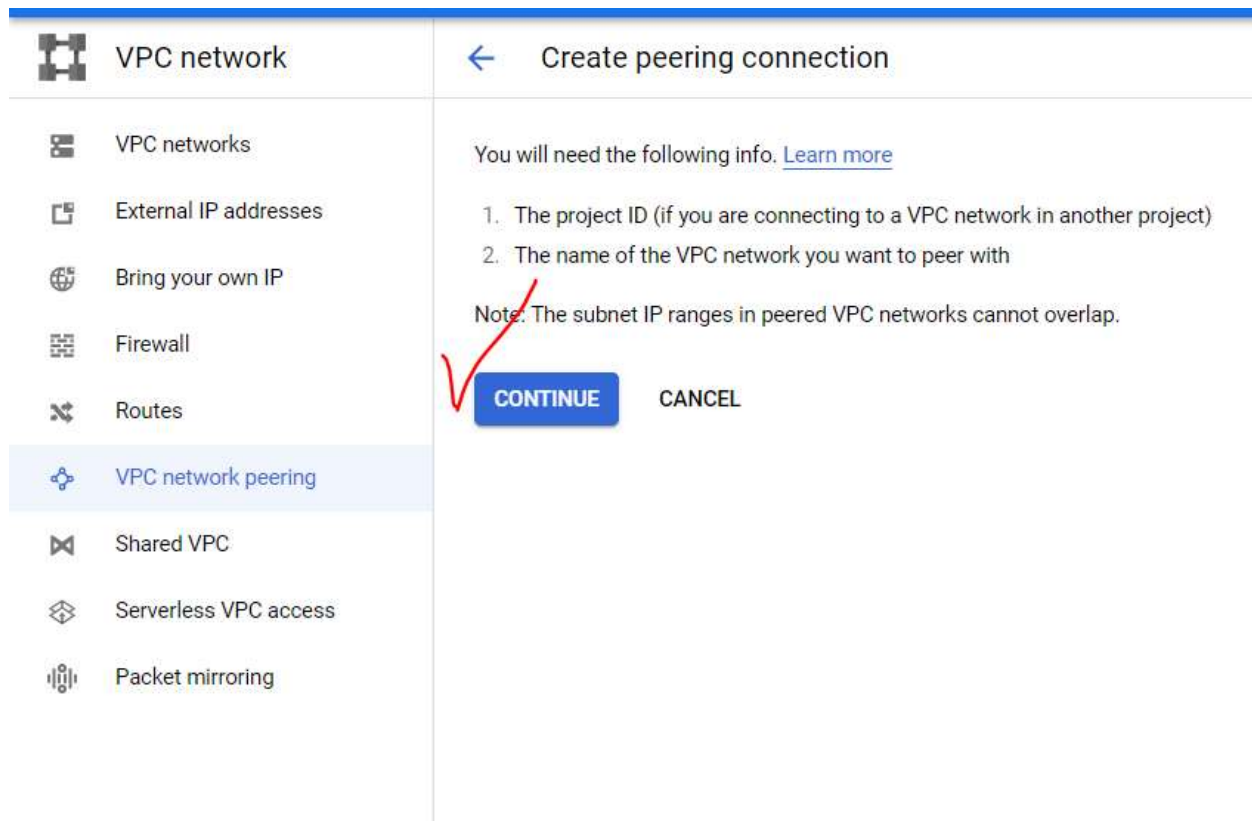 VPC network
Create peering connection
VPC networks
External IP addresses
Bring your own IP
Firewall
Routes
VPC network peering
Shared VPC
Serverless VPC access
Packet mirroring
You will need the following info. Learn more
1. The project ID (if you are connecting to a VPC network in another project)
2. The name of the VPC network you want to peer with
Note: The subnet IP ranges in peered VPC networks cannot overlap.
CONTINUE CANCEL